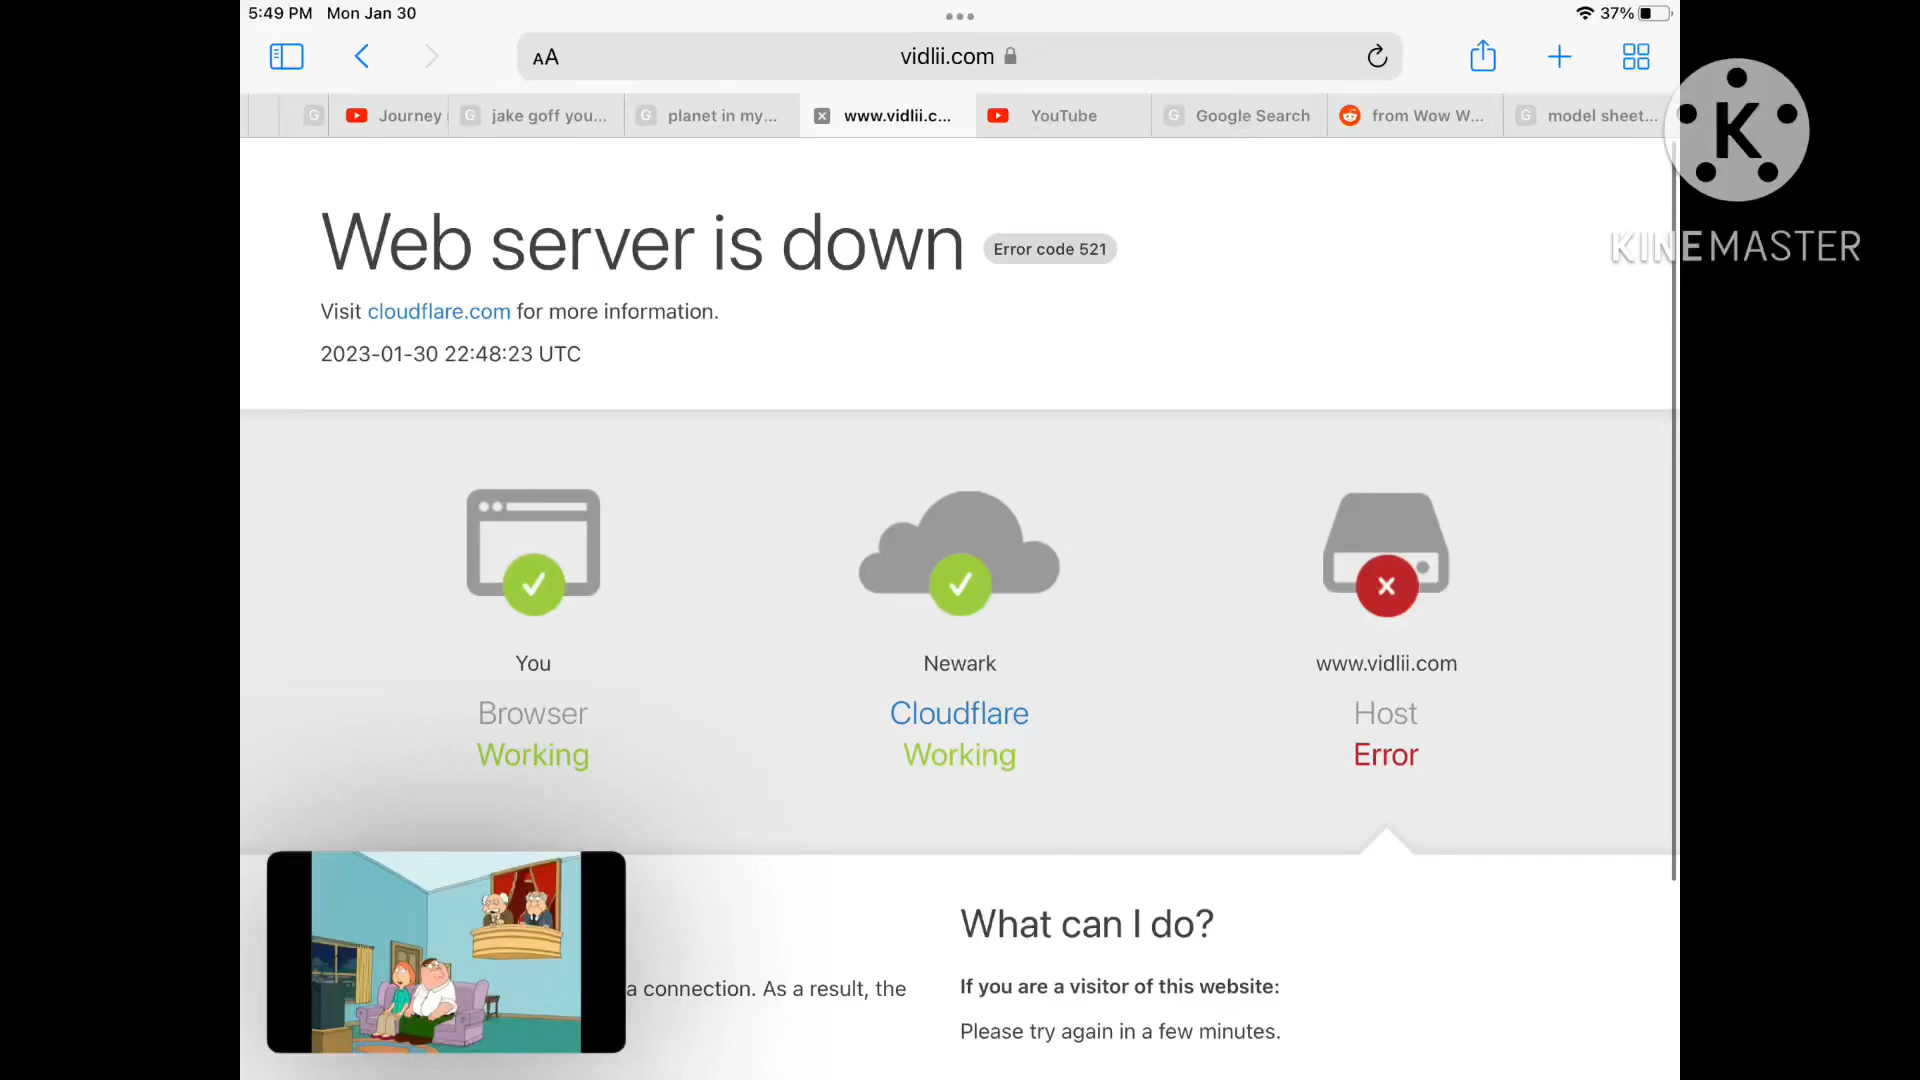 5:49 PM Mon Jan 30
37%
AA
vidlii.com
Journey
jake goff you...
planet in my...
www.vidlii.c...
YouTube
Google Search
from Wow W...
model sheet...
K
KINEMASTER
Web server is down
Error code 521
Visit cloudflare.com for more information.
2023-01-30 22:48:23 UTC
You
Browser
Working
Newark
Cloudflare
Working
www.vidlii.com
Host
Error
What can I do?
a connection. As a result, the
If you are a visitor of this website:
Please try again in a few minutes.